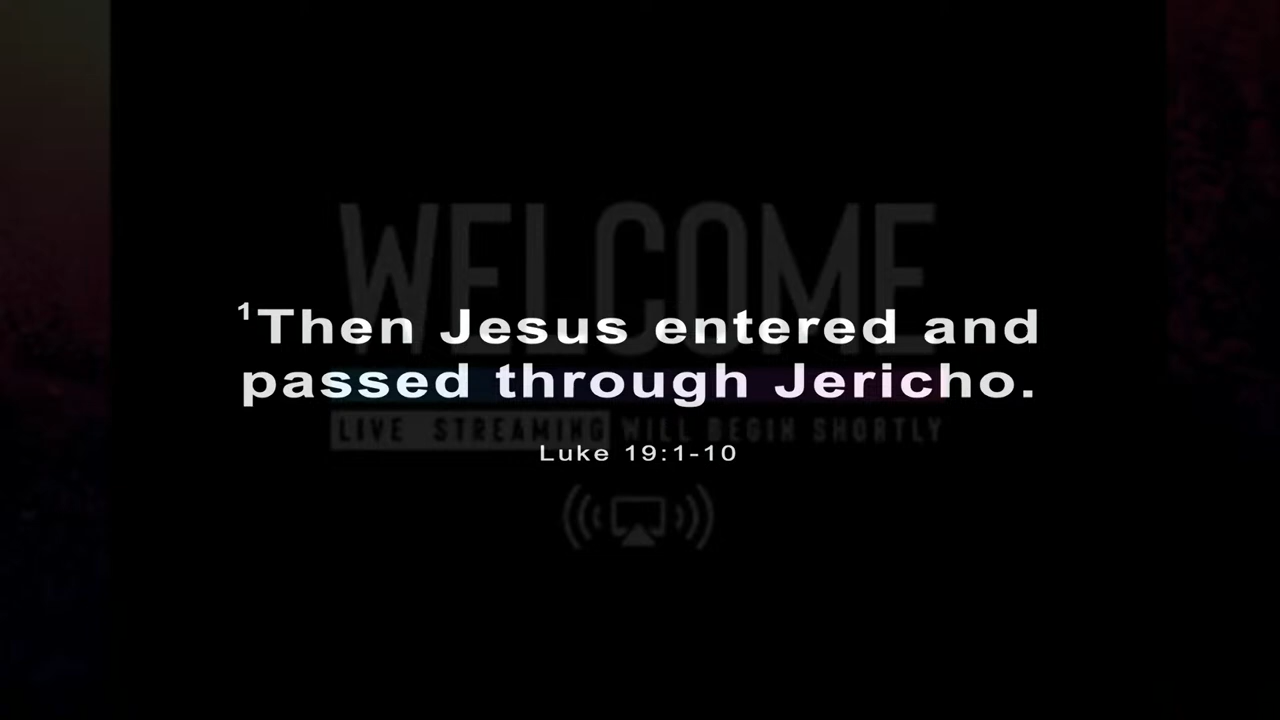 WELCOME
¹Then Jesus entered and
passed through Jericho.
LIVE STREAMING WILL BEGIN SHORTLY
Luke 19:1-10